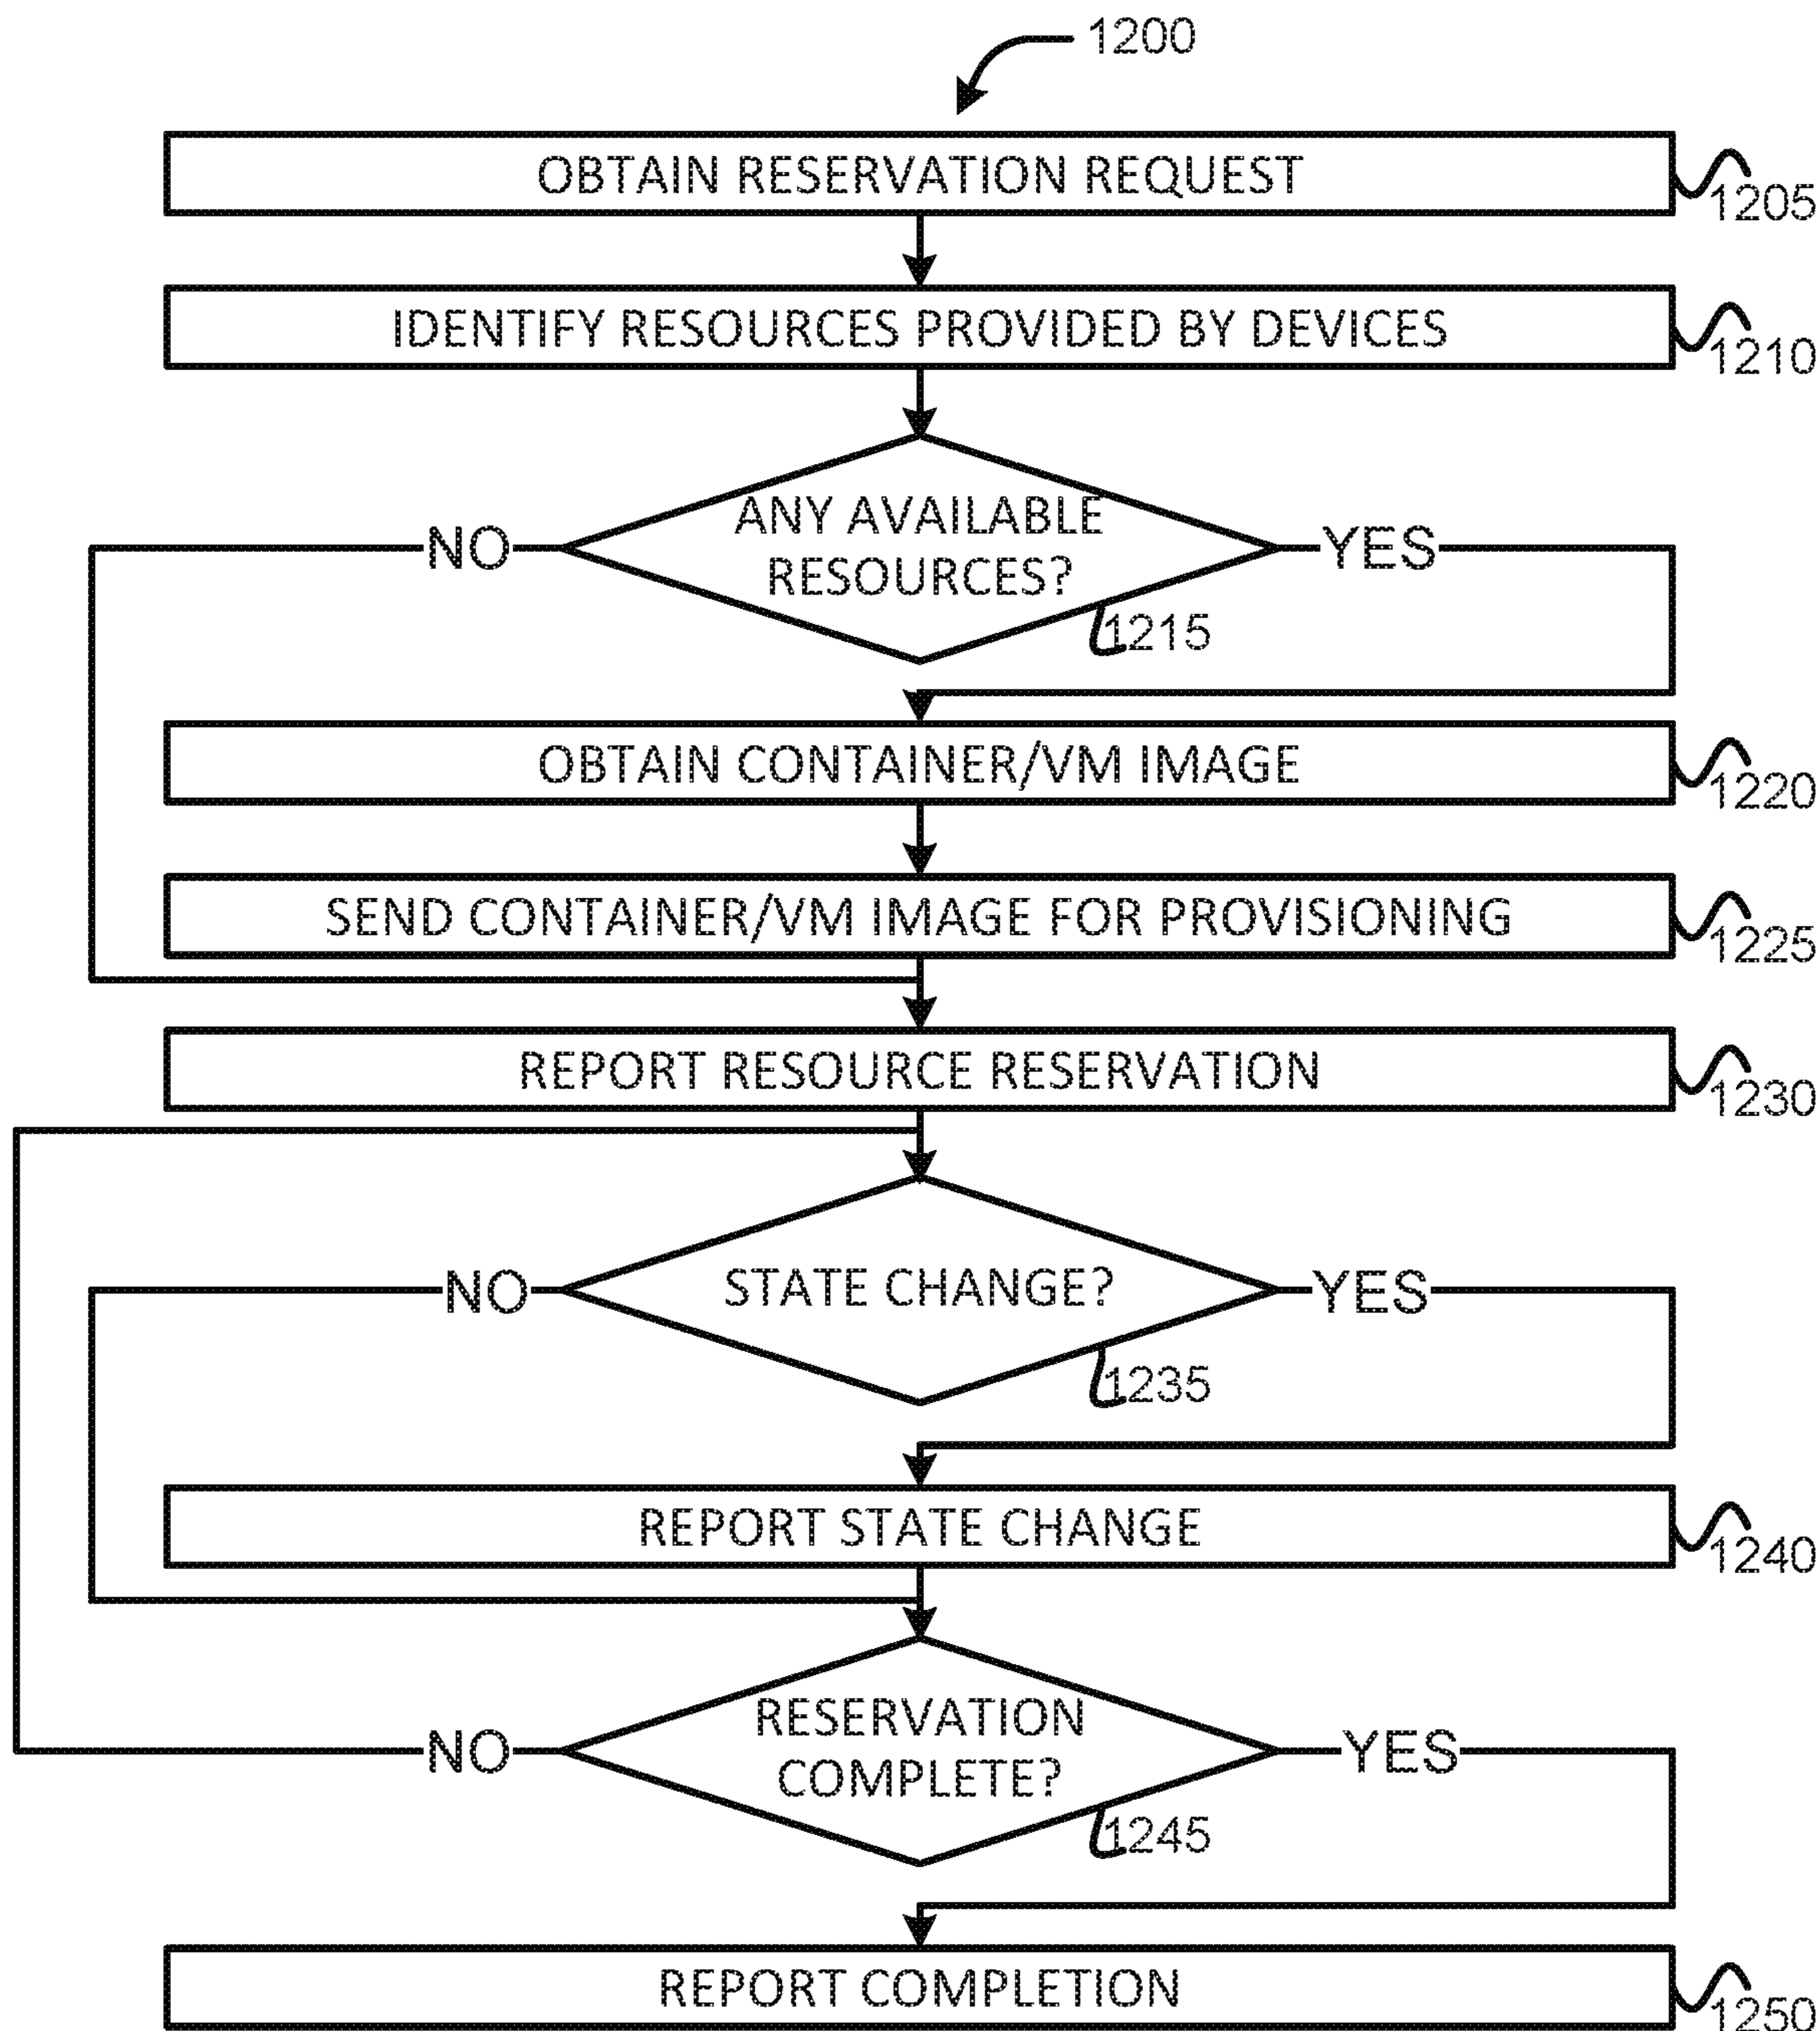 1200
OBTAIN RESERVATION REQUEST
1205
IDENTIFY RESOURCES PROVIDED BY DEVICES
1210
ANY AVAILABLE
RESOURCES?
NO
YES
1215
OBTAIN CONTAINER/VM IMAGE
1220
SEND CONTAINER/VM IMAGE FOR PROVISIONING
1225
REPORT RESOURCE RESERVATION
1230
NO
STATE CHANGE?
YES
1235
REPORT STATE CHANGE
1240
RESERVATION
COMPLETE?
NO
YES
1245
REPORT COMPLETION
1250